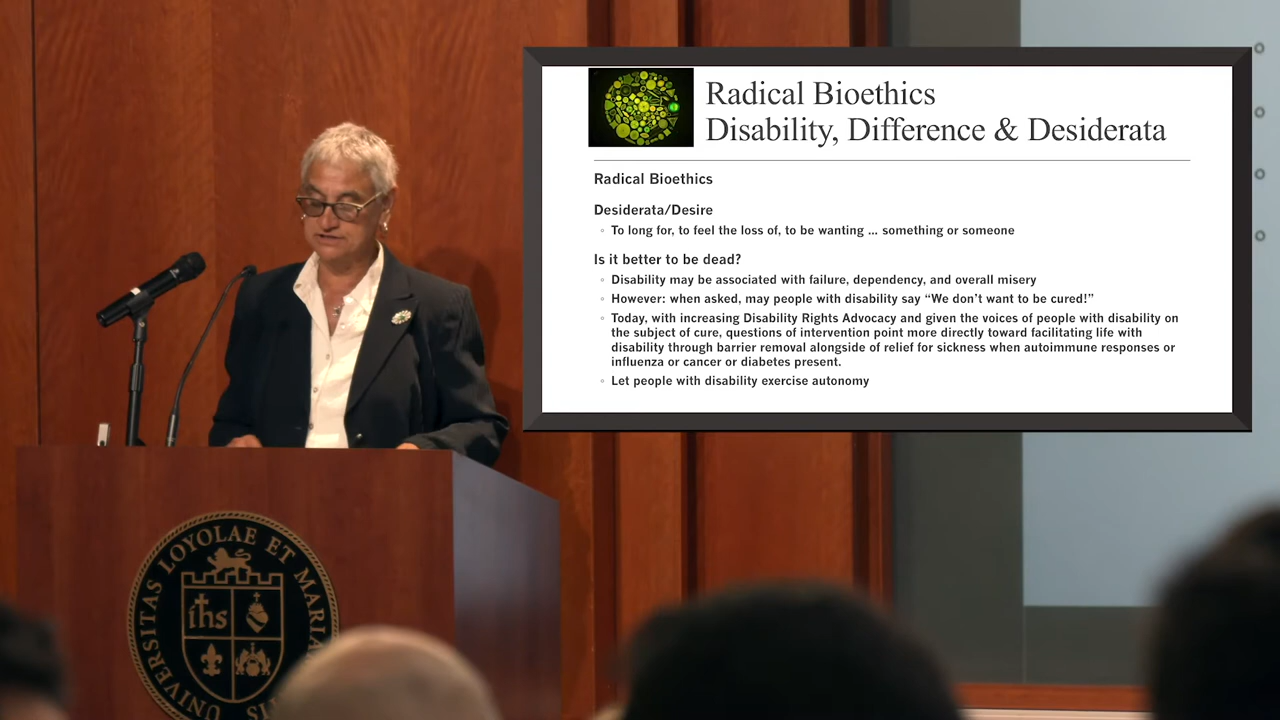 Radical Bioethics
Disability, Difference & Desiderata
Radical Bioethics
Desiderata/Desire
◦ To long for, to feel the loss of, to be wanting ... something or someone
Is it better to be dead?
◦ Disability may be associated with failure, dependency, and overall misery
◦ However: when asked, may people with disability say “We don’t want to be cured!”
◦ Today, with increasing Disability Rights Advocacy and given the voices of people with disability on
the subject of cure, questions of intervention point more directly toward facilitating life with
disability through barrier removal alongside of relief for sickness when autoimmune responses or
influenza or cancer or diabetes present.
◦ Let people with disability exercise autonomy
UNIVERSITAS LOYOLAE ET
ihs